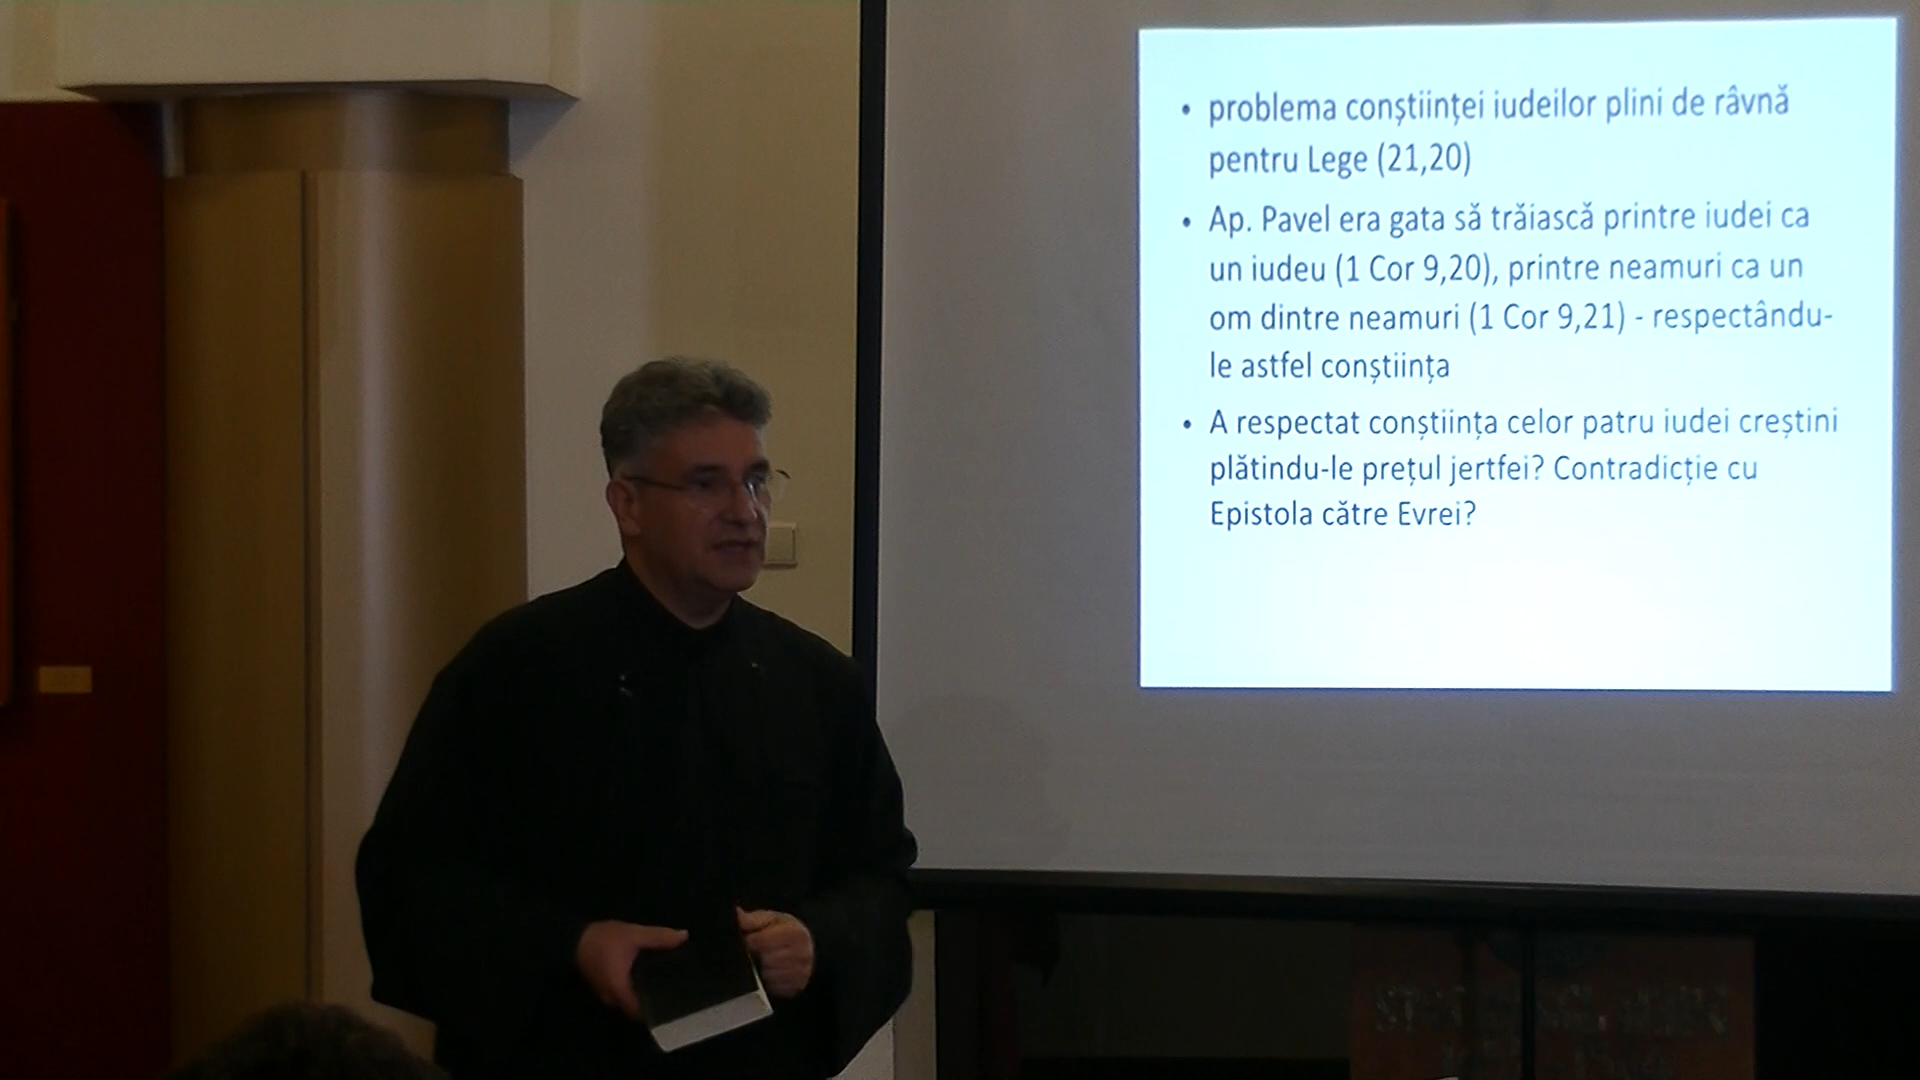 • problema conştiinţei iudeilor plini de râvnă
pentru Lege (21,20)
• Ap. Pavel era gata să trăiască printre iudei ca
un iudeu (1 Cor 9,20), printre neamuri ca un
om dintre neamuri (1 Cor 9,21) - respectându-
le astfel conștiința
• A respectat conștiința celor patru iudei creștini
plătindu-le prețul jertfei? Contradicție cu
Epistola către Evrei?